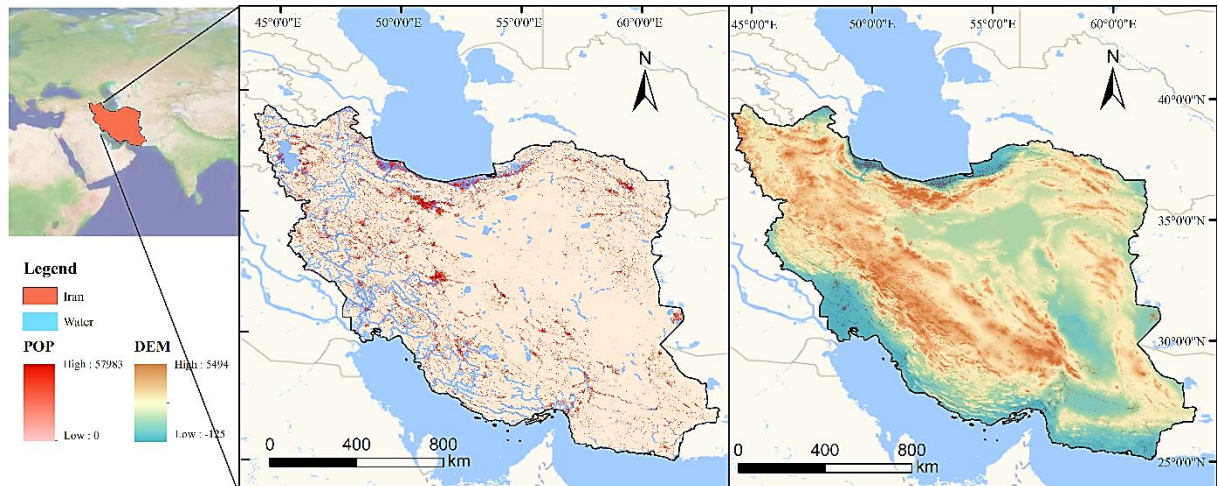 45°0'0"E 50°0'0"E 55°0'0"E 60°0'0"E
45°0'0"E 50°0'0"E 55°0'0"E 60°0'0"E
N
N
40°0'0"N
35°0'0"N
30°0'0"N
25°0'0"N
Legend
Iran
Water
POP DEM
High : 57983 High : 5494
Low : 0 Low : -125
0 400 800
km
0 400 800
km